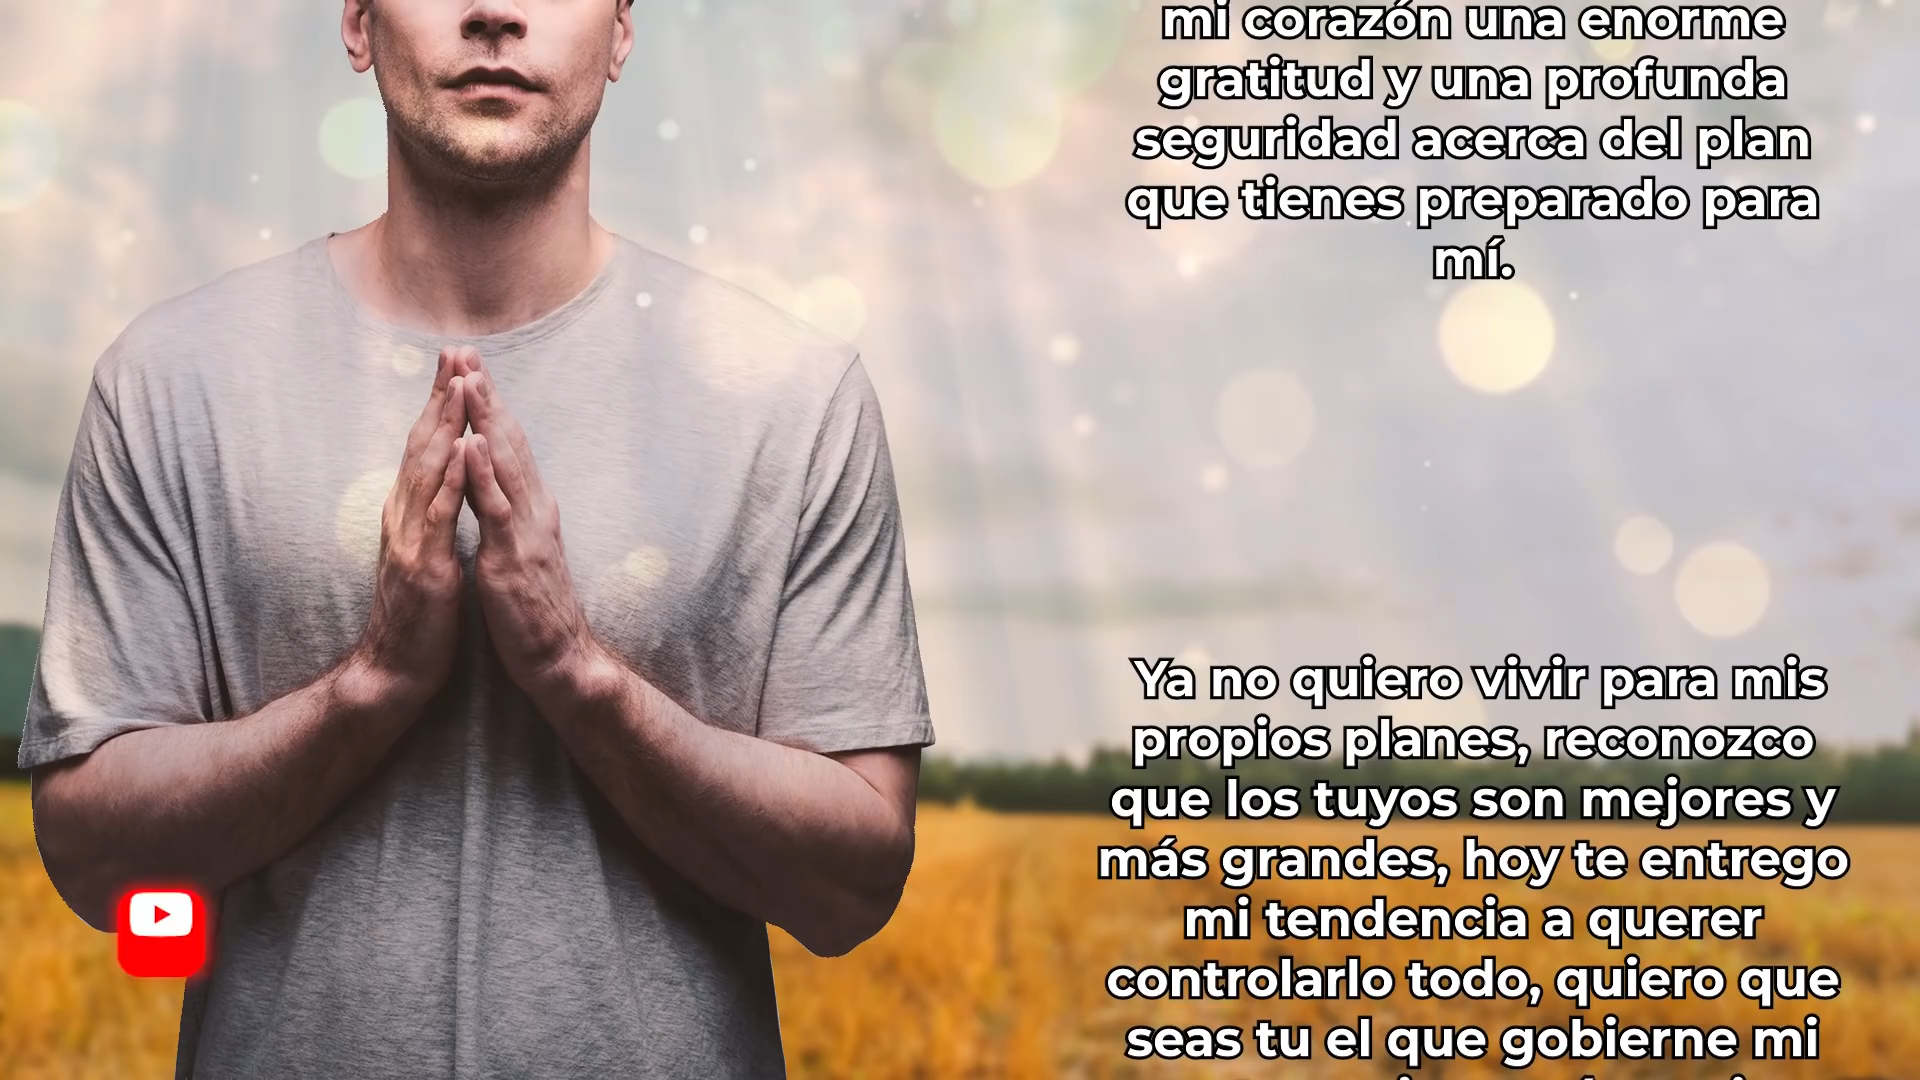 mi corazón una enorme
gratitud y una profunda
seguridad acerca del plan
que tienes preparado para
mí.
Ya no quiero vivir para mis
propios planes, reconozco
que los tuyos son mejores y
más grandes, hoy te entrego
mi tendencia a querer
controlarlo todo, quiero que
seas tu el que gobierne mi